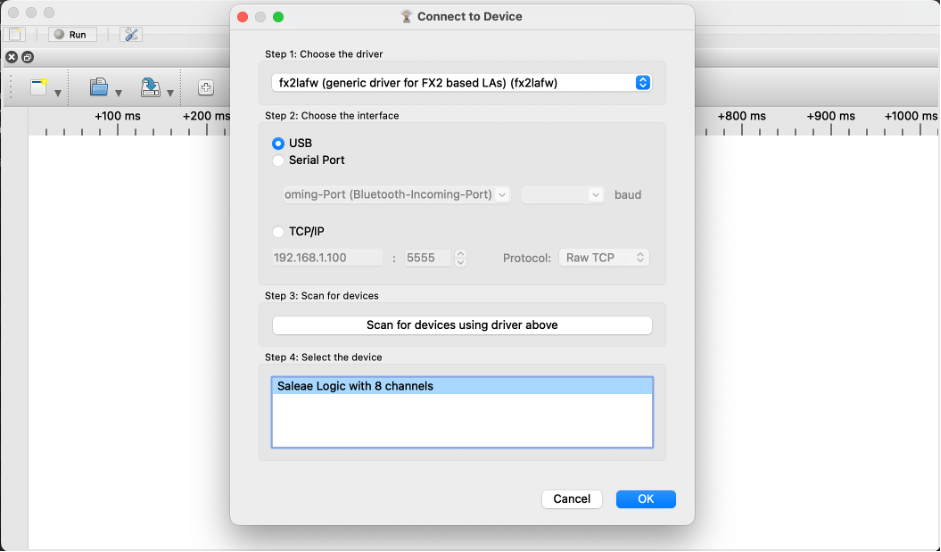 Connect to Device
Run
Step 1: Choose the driver
fx2lafw (generic driver for FX2 based LAs) (fx2lafw)
+100 ms
+200 ms
+800 ms
+900 ms
+1000 ms
Step 2: Choose the interface
USB
Serial Port
oming-Port (Bluetooth-Incoming-Port)
baud
TCP/IP
192.168.1.100 : 5555 Protocol: Raw TCP
Step 3: Scan for devices
Scan for devices using driver above
Step 4: Select the device
Saleae Logic with 8 channels
Cancel OK